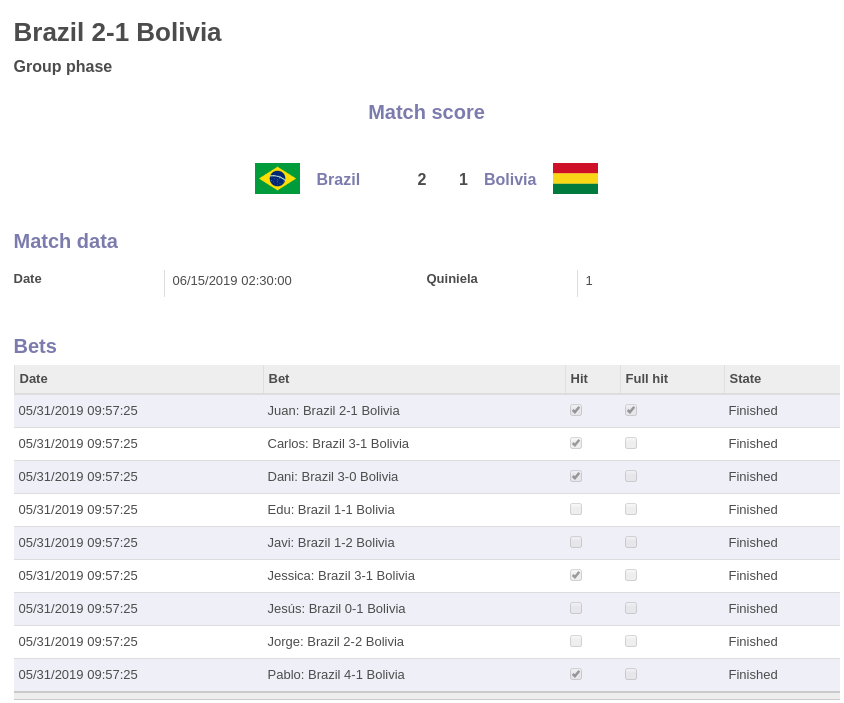 Brazil 2-1 Bolivia
Group phase
Match score
Brazil 2 1 Bolivia
Match data
Date 06/15/2019 02:30:00 Quiniela 1
Bets
Date Bet Hit Full hit State
05/31/2019 09:57:25 Juan: Brazil 2-1 Bolivia Finished
05/31/2019 09:57:25 Carlos: Brazil 3-1 Bolivia Finished
05/31/2019 09:57:25 Dani: Brazil 3-0 Bolivia Finished
05/31/2019 09:57:25 Edu: Brazil 1-1 Bolivia Finished
05/31/2019 09:57:25 Javi: Brazil 1-2 Bolivia Finished
05/31/2019 09:57:25 Jessica: Brazil 3-1 Bolivia Finished
05/31/2019 09:57:25 Jesús: Brazil 0-1 Bolivia Finished
05/31/2019 09:57:25 Jorge: Brazil 2-2 Bolivia Finished
05/31/2019 09:57:25 Pablo: Brazil 4-1 Bolivia Finished